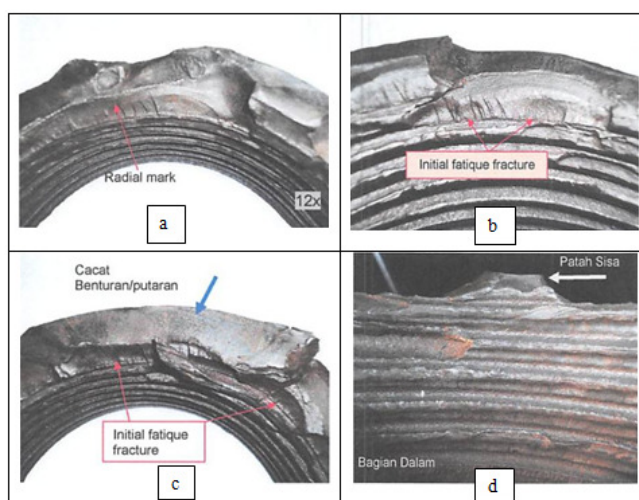 Radial mark
12x
a
Initial fatique fracture
b
Cacat
Benturan/putaran
Initial fatique
fracture
c
Patah Sisa
Bagian Dalam
d